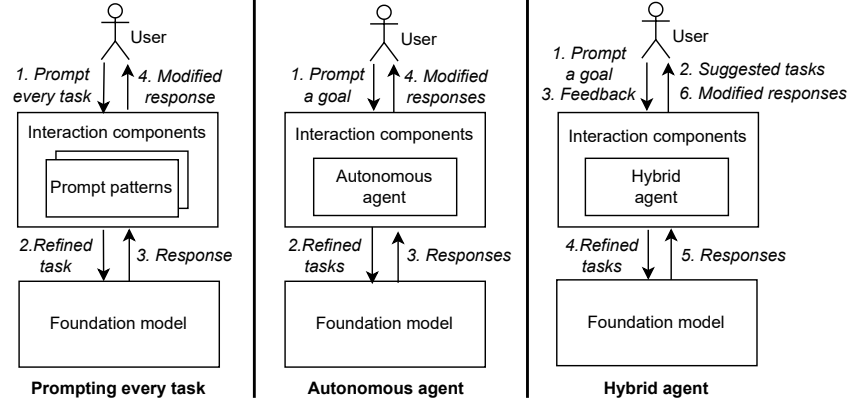 User
1. Prompt
every task
4. Modified
response
Interaction components
Prompt patterns
2.Refined
task
3. Response
Foundation model
Prompting every task
User
1. Prompt
a goal
4. Modified
responses
Interaction components
Autonomous
agent
2.Refined
tasks
3. Responses
Foundation model
Autonomous agent
User
1. Prompt
a goal
3. Feedback
2. Suggested tasks
6. Modified responses
Interaction components
Hybrid
agent
4.Refined
tasks
5. Responses
Foundation model
Hybrid agent